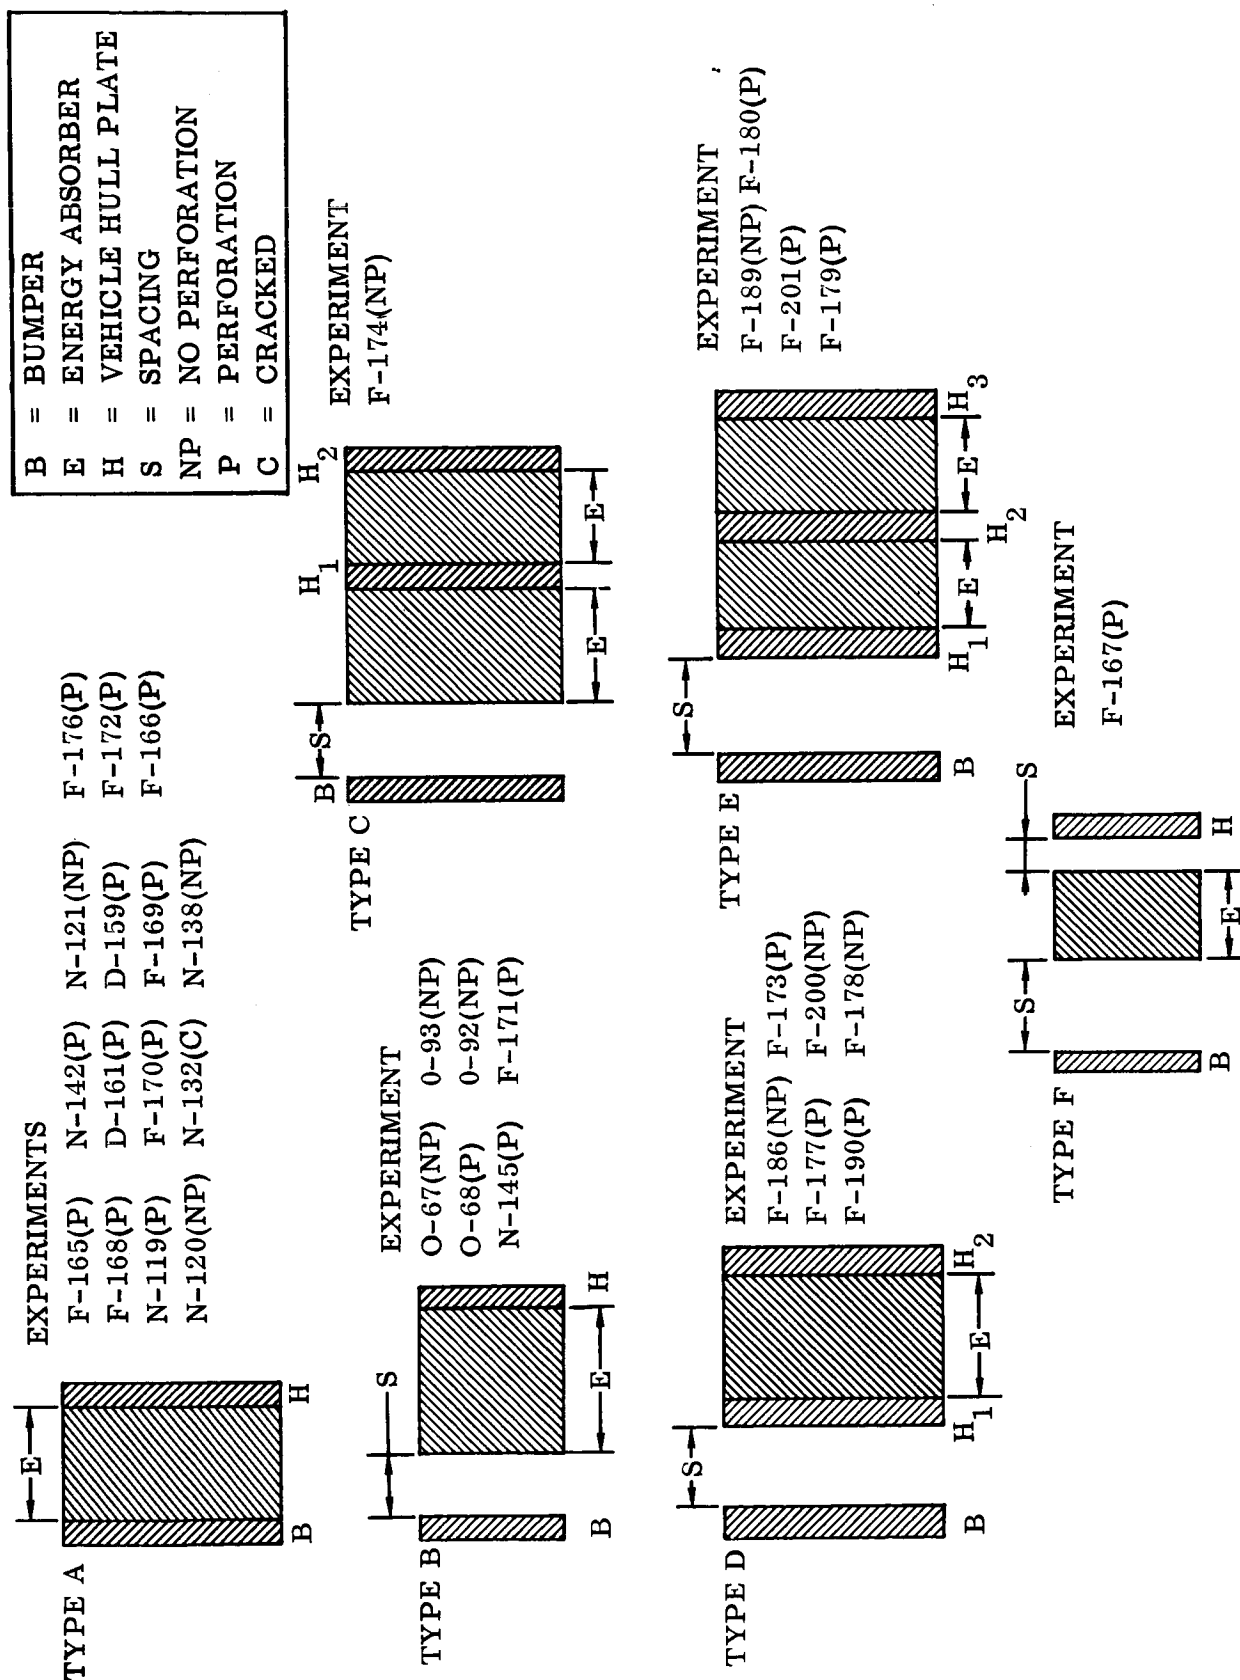 B = BUMPER
E = ENERGY ABSORBER
H = VEHICLE HULL PLATE
S = SPACING
NP = NO PERFORATION
P = PERFORATION
C = CRACKED
TYPE A
E
B
H
EXPERIMENTS
F-165(P) N-142(P) N-121(NP) F-176(P)
F-168(P) D-161(P) D-159(P) F-172(P)
N-119(P) F-170(P) F-169(P) F-166(P)
N-120(NP) N-132(C) N-138(NP)
TYPE B
S
E
B
H
EXPERIMENT
O-67(NP) 0-93(NP)
O-68(P) 0-92(NP)
N-145(P) F-171(P)
TYPE C
B
S
H1
H2
E
E
EXPERIMENT
F-174(NP)
TYPE D
S
E
B
H1
H2
EXPERIMENT
F-186(NP) F-173(P)
F-177(P) F-200(NP)
F-190(P) F-178(NP)
TYPE E
S
E
E
B
H1
H2
H3
EXPERIMENT
F-189(NP) F-180(P)
F-201(P)
F-179(P)
TYPE F
S
S
E
B
H
EXPERIMENT
F-167(P)